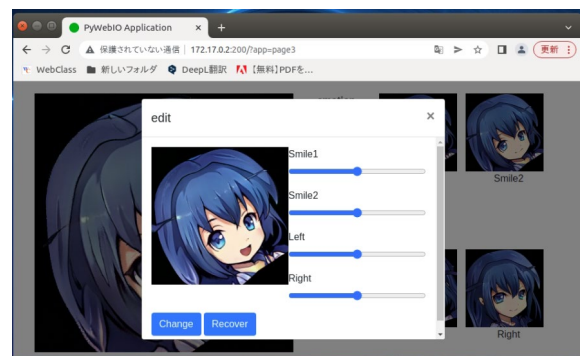 PyWebIO Application
保護されていない通信 | 172.17.0.2:200/?app=page3
更新
WebClass 新しいフォルダ DeepL翻訳 【無料】PDFを...
edit
Smile1
Smile2
Left
Right
Change Recover
Smile2
Right